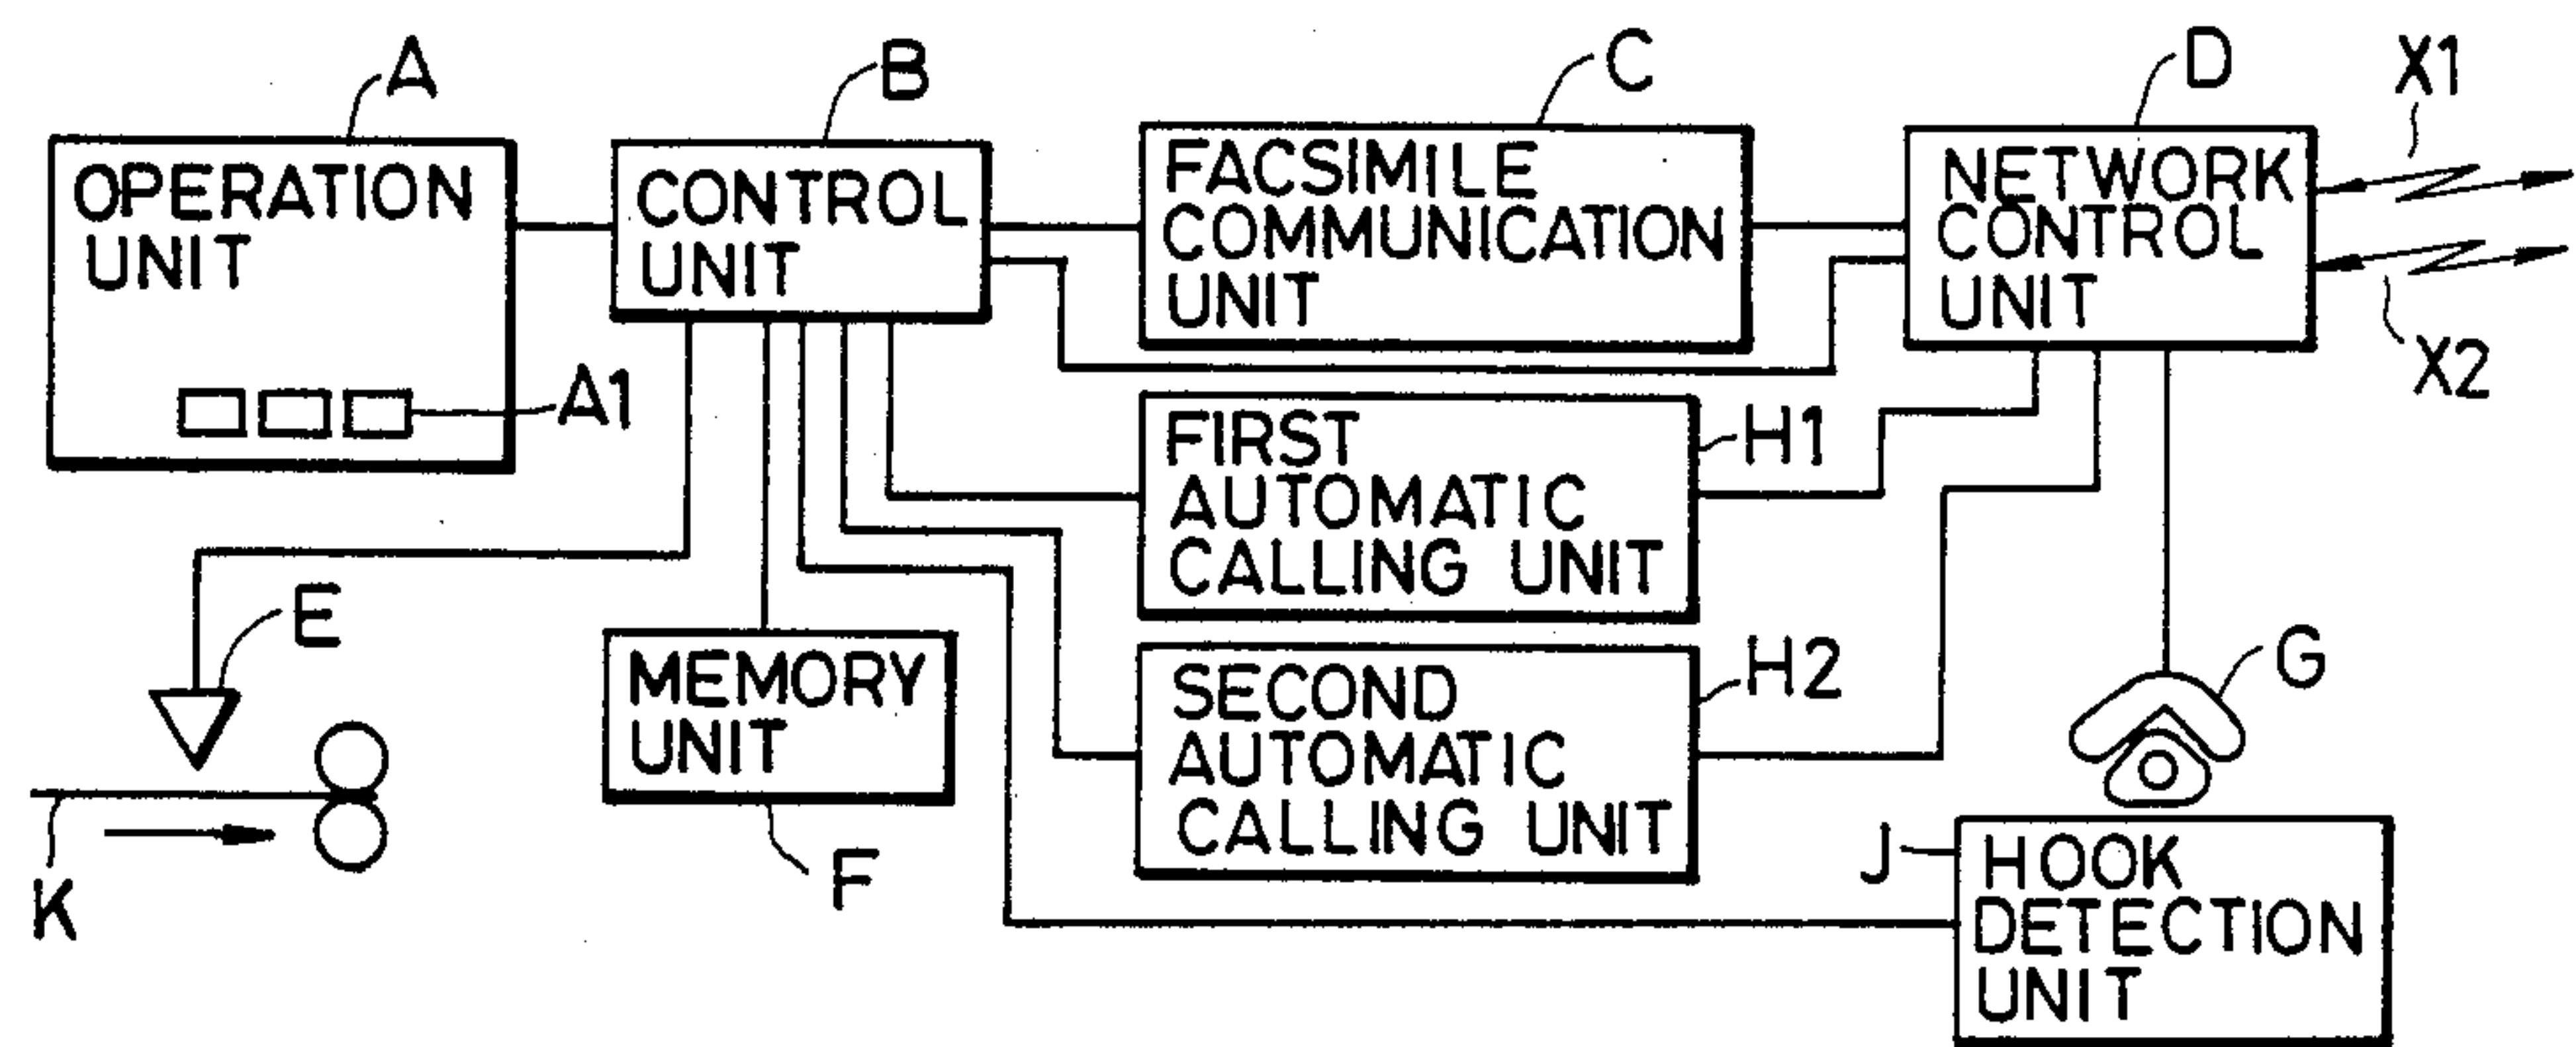 A
B
C
D
X1
OPERATION
UNIT
CONTROL
UNIT
FACSIMILE
COMMUNICATION
UNIT
NETWORK
CONTROL
UNIT
X2
A1
FIRST
AUTOMATIC
CALLING UNIT
H1
E
MEMORY
UNIT
SECOND
AUTOMATIC
CALLING UNIT
H2
G
K
F
J
HOOK
DETECTION
UNIT